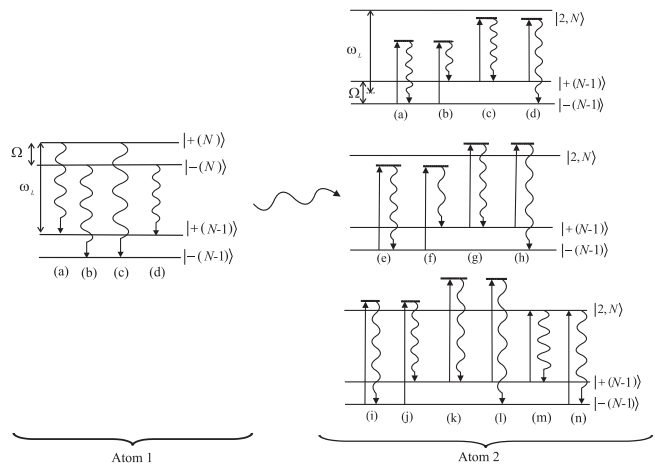 |2,N⟩
ω_L
Ω
|+(N-1)⟩
|-(N-1)⟩
(a) (b) (c) (d)
|+(N)⟩
Ω
|-(N)⟩
ω_L
|+(N-1)⟩
|-(N-1)⟩
(a) (b) (c) (d)
|2,N⟩
|+(N-1)⟩
|-(N-1)⟩
(e) (f) (g) (h)
|2,N⟩
|+(N-1)⟩
|-(N-1)⟩
(i) (j) (k) (l) (m) (n)
Atom 1
Atom 2